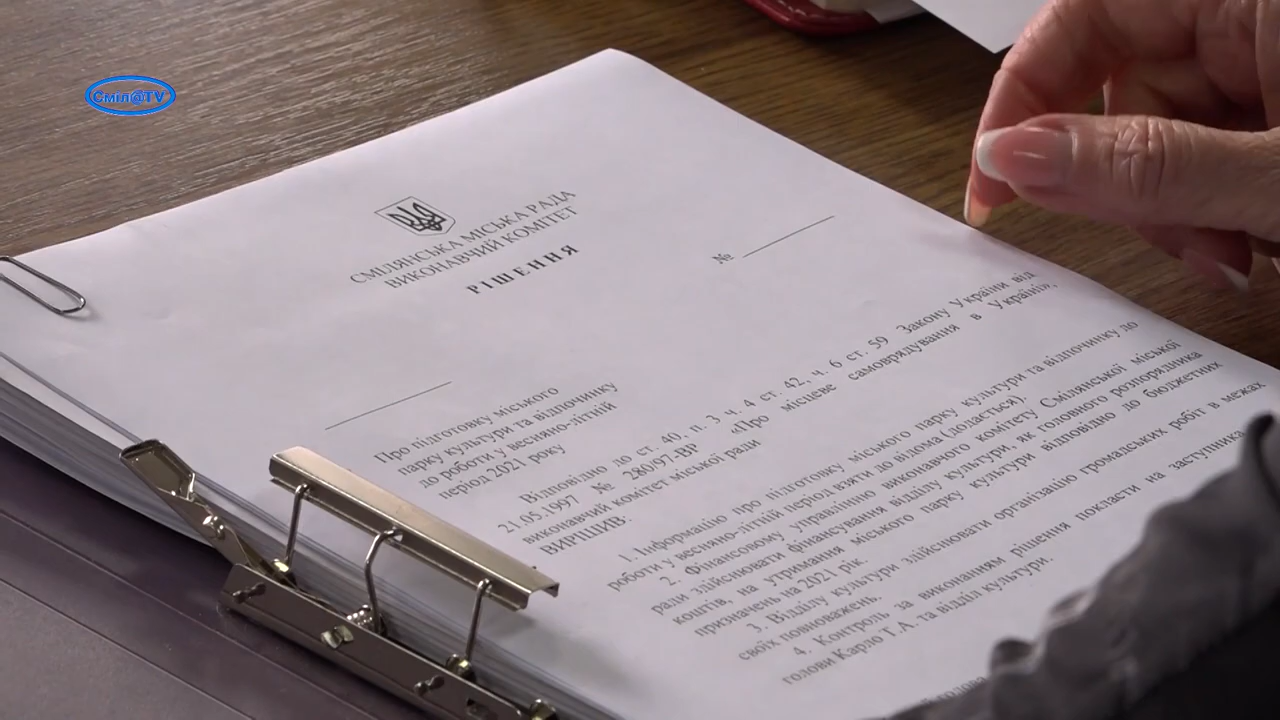 Сміл@TV
СМІЛЯНСЬКА МІСЬКА РАДА
ВИКОНАВЧИЙ КОМІТЕТ
РІШЕННЯ
№
Про підготовку міського
парку культури та відпочинку
до роботи у весняно-літній
період 2021 року
Відповідно до ст. 40, п. 3 ч. 4 ст. 42, ч. 6 ст. 59 Закону України від
21.05.1997 № 280/97-ВР «Про місцеве самоврядування в Україні»,
виконавчий комітет міської ради
ВИРІШИВ:
1. Інформацію про підготовку міського парку культури та відпочинку до
роботи у весняно-літній період взяти до відома (додається).
2. Фінансовому управлінню виконавчого комітету Смілянської міської
ради здійснювати фінансування відділу культури, як головного розпорядника
коштів, на утримання міського парку культури відповідно до бюджетних
призначень на 2021 рік.
3. Відділу культури здійснювати організацію громадських робіт в межах
своїх повноважень.
4. Контроль за виконанням рішення покласти на заступника
голови Карло Т.А. та відділ культури.